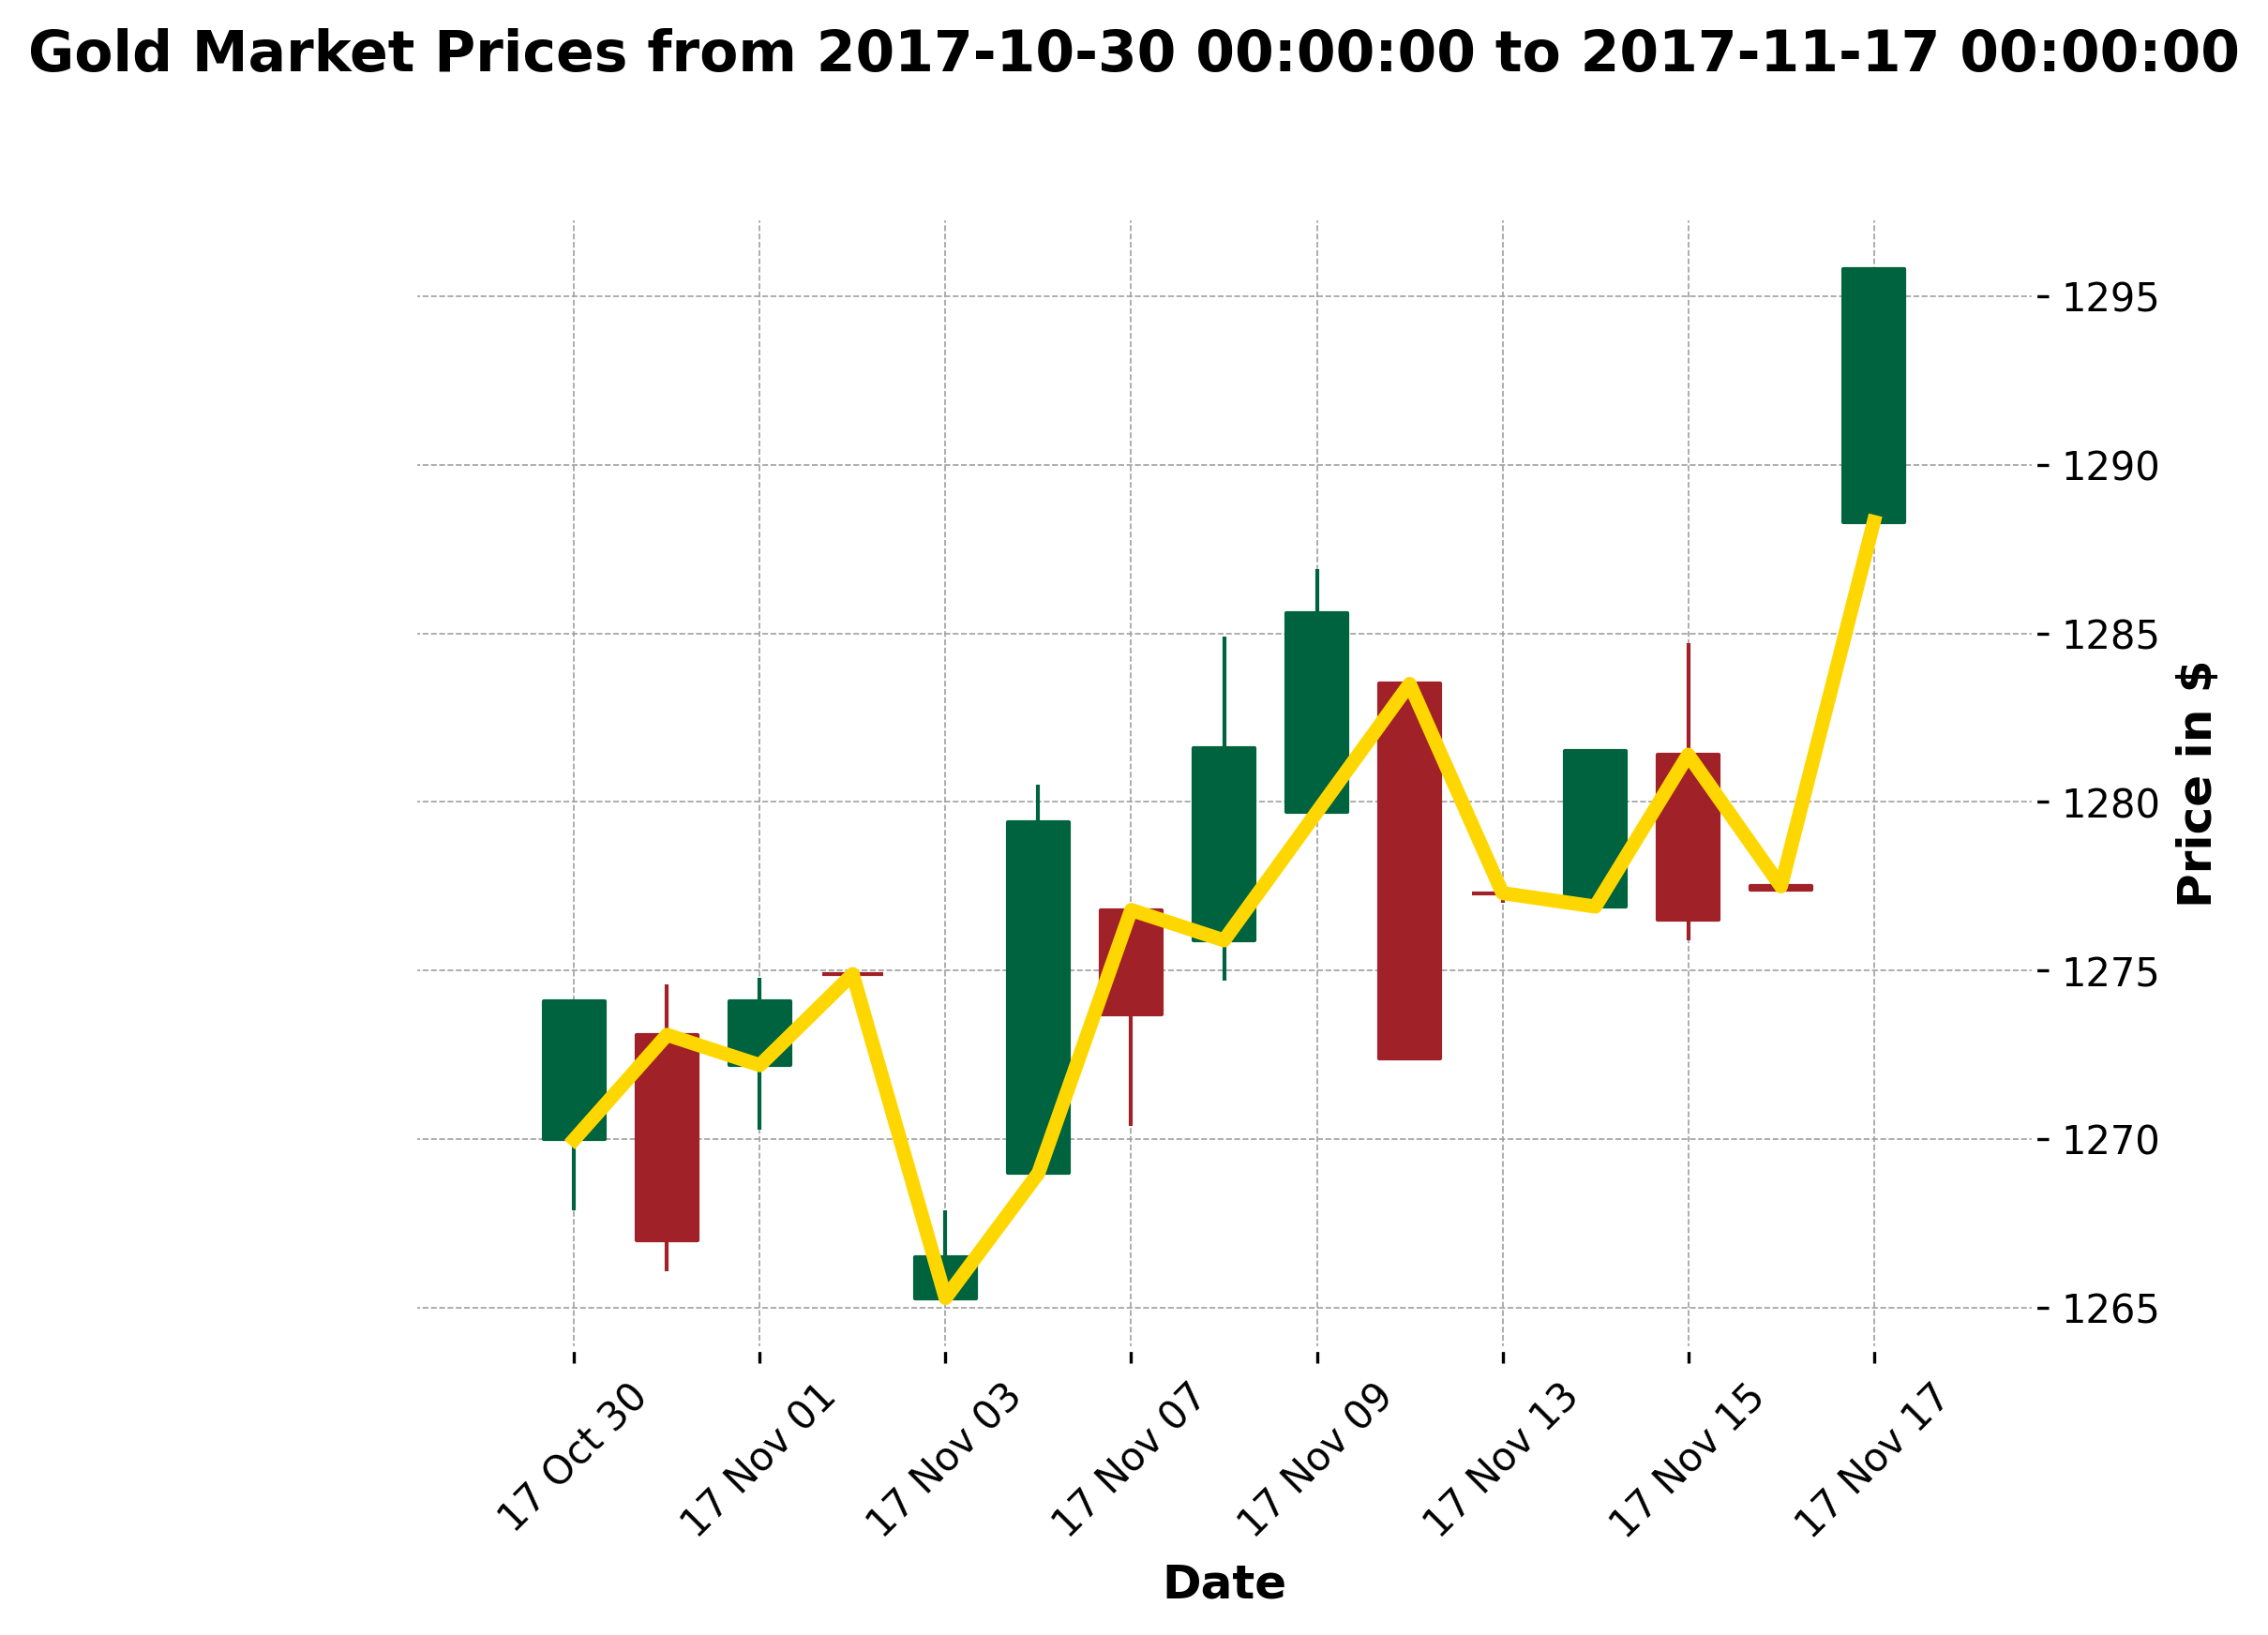 Gold Market Prices from 2017-10-30 00:00:00 to 2017-11-17 00:00:00
1295
1290
1285
1280
1275
1270
1265
Price in $
17 Oct 30
17 Nov 01
17 Nov 03
17 Nov 07
17 Nov 09
17 Nov 13
17 Nov 15
17 Nov 17
Date